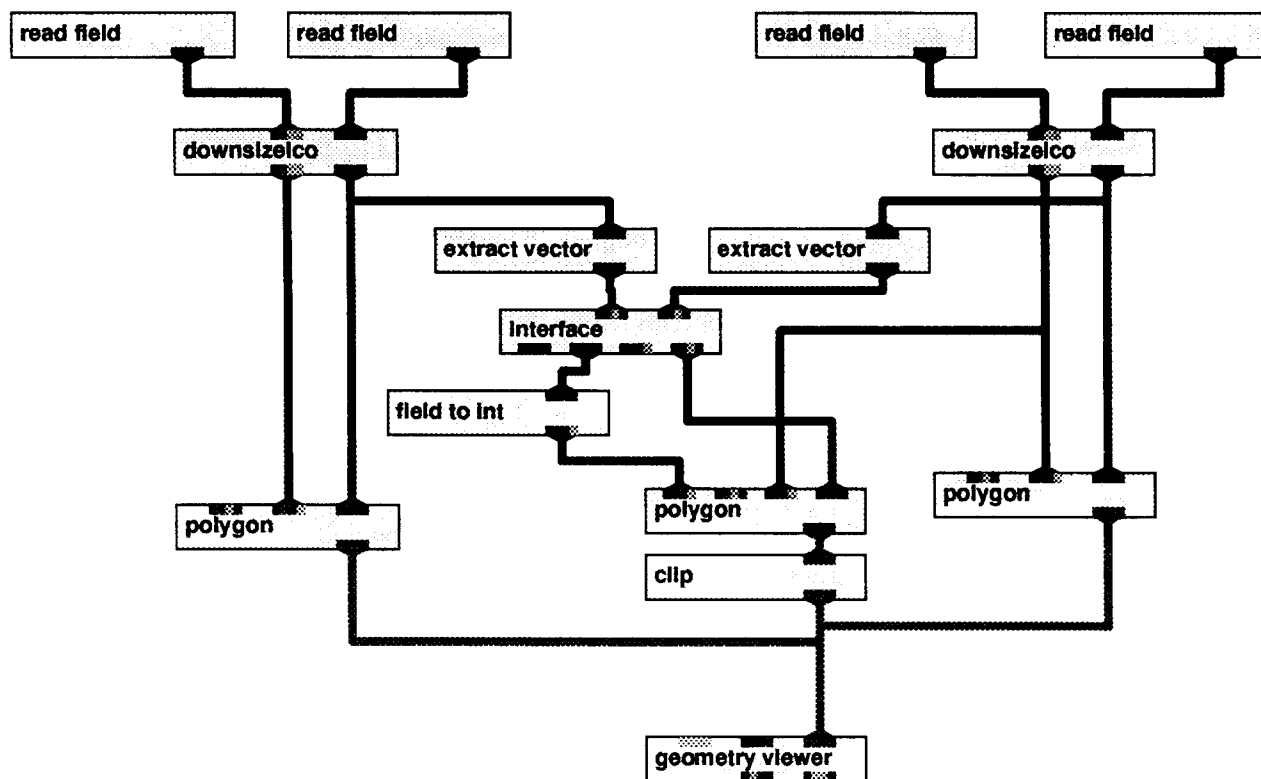 read field
read field
read field
read field
downsizeico
downsizeico
extract vector
extract vector
interface
field to int
polygon
polygon
polygon
clip
geometry viewer